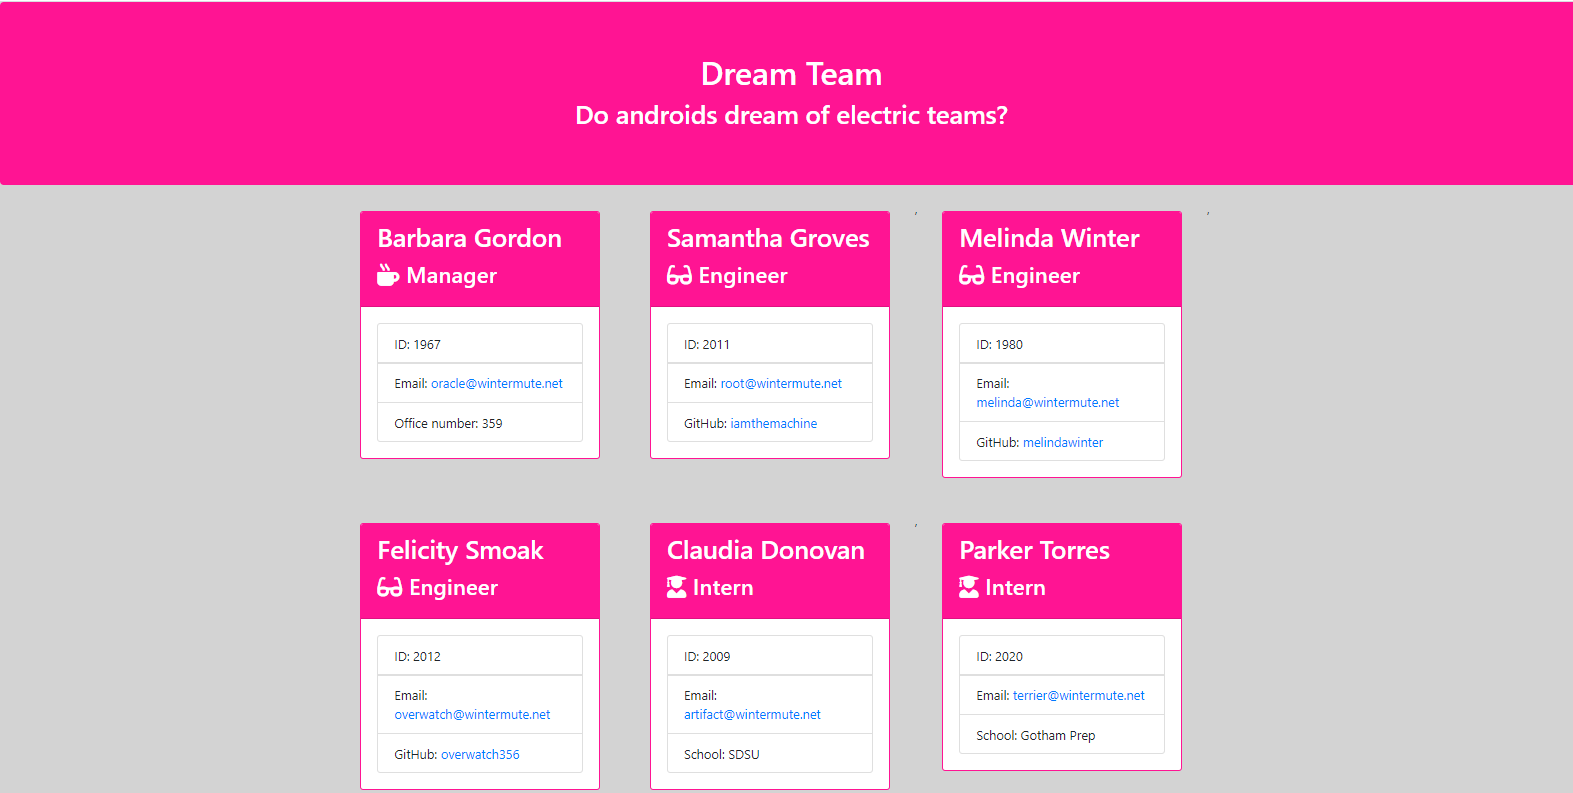 Dream Team
Do androids dream of electric teams?
Barbara Gordon
Manager
ID: 1967
Email: oracle@wintermute.net
Office number: 359
Samantha Groves
Engineer
ID: 2011
Email: root@wintermute.net
GitHub: iamthemachine
,
Melinda Winter
Engineer
ID: 1980
Email:
melinda@wintermute.net
GitHub: melindawinter
,
Felicity Smoak
Engineer
ID: 2012
Email:
overwatch@wintermute.net
GitHub: overwatch356
Claudia Donovan
Intern
ID: 2009
Email:
artifact@wintermute.net
School: SDSU
,
Parker Torres
Intern
ID: 2020
Email: terrier@wintermute.net
School: Gotham Prep